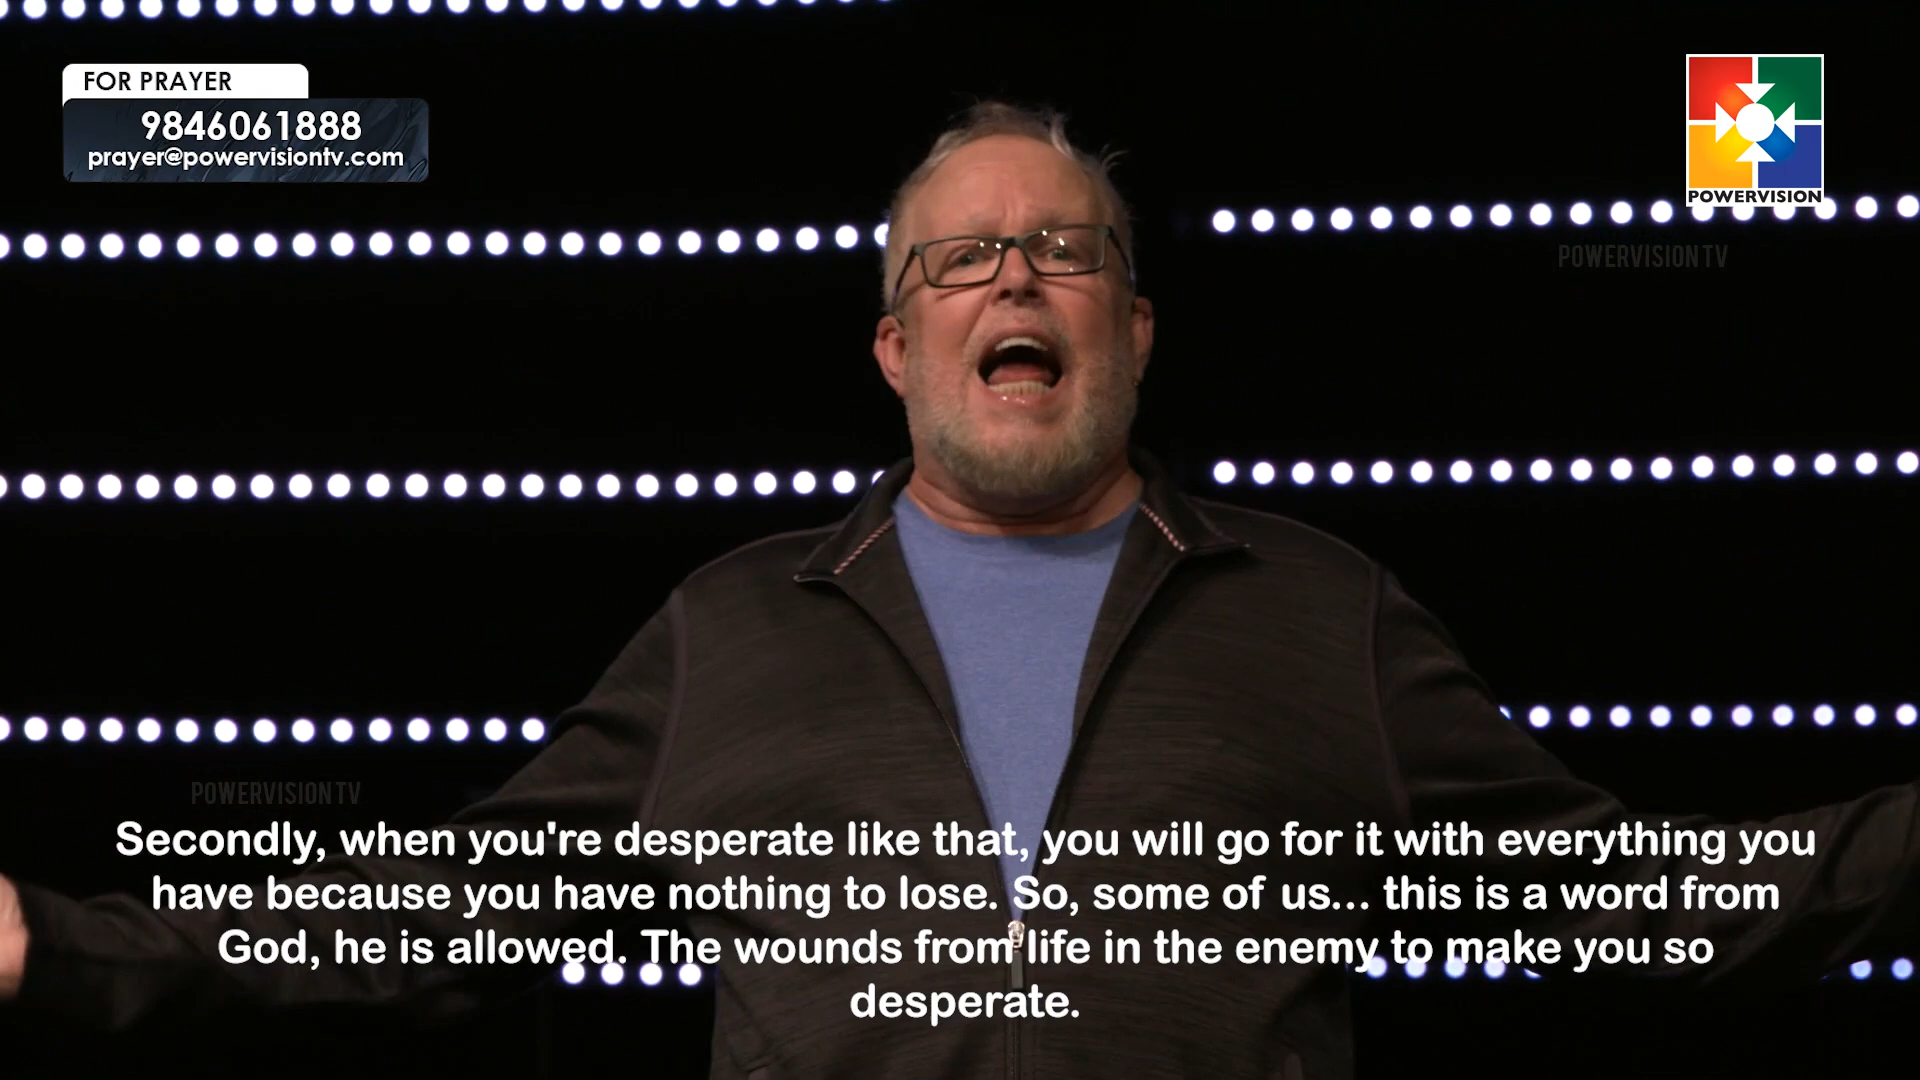 FOR PRAYER
9846061888
prayer@powervisiontv.com
POWERVISION
POWERVISION TV
POWERVISION TV
Secondly, when you're desperate like that, you will go for it with everything you
have because you have nothing to lose. So, some of us... this is a word from
God, he is allowed. The wounds from life in the enemy to make you so
desperate.